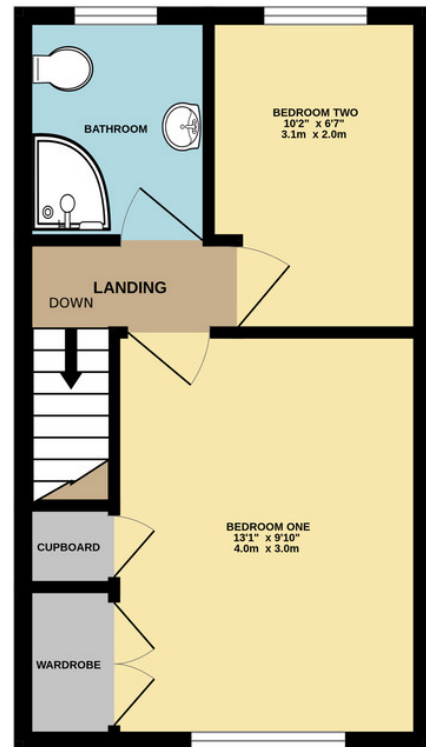 BEDROOM TWO
10'2" x 6'7"
3.1m x 2.0m
BATHROOM
LANDING
DOWN
BEDROOM ONE
13'1" x 9'10"
4.0m x 3.0m
CUPBOARD
WARDROBE